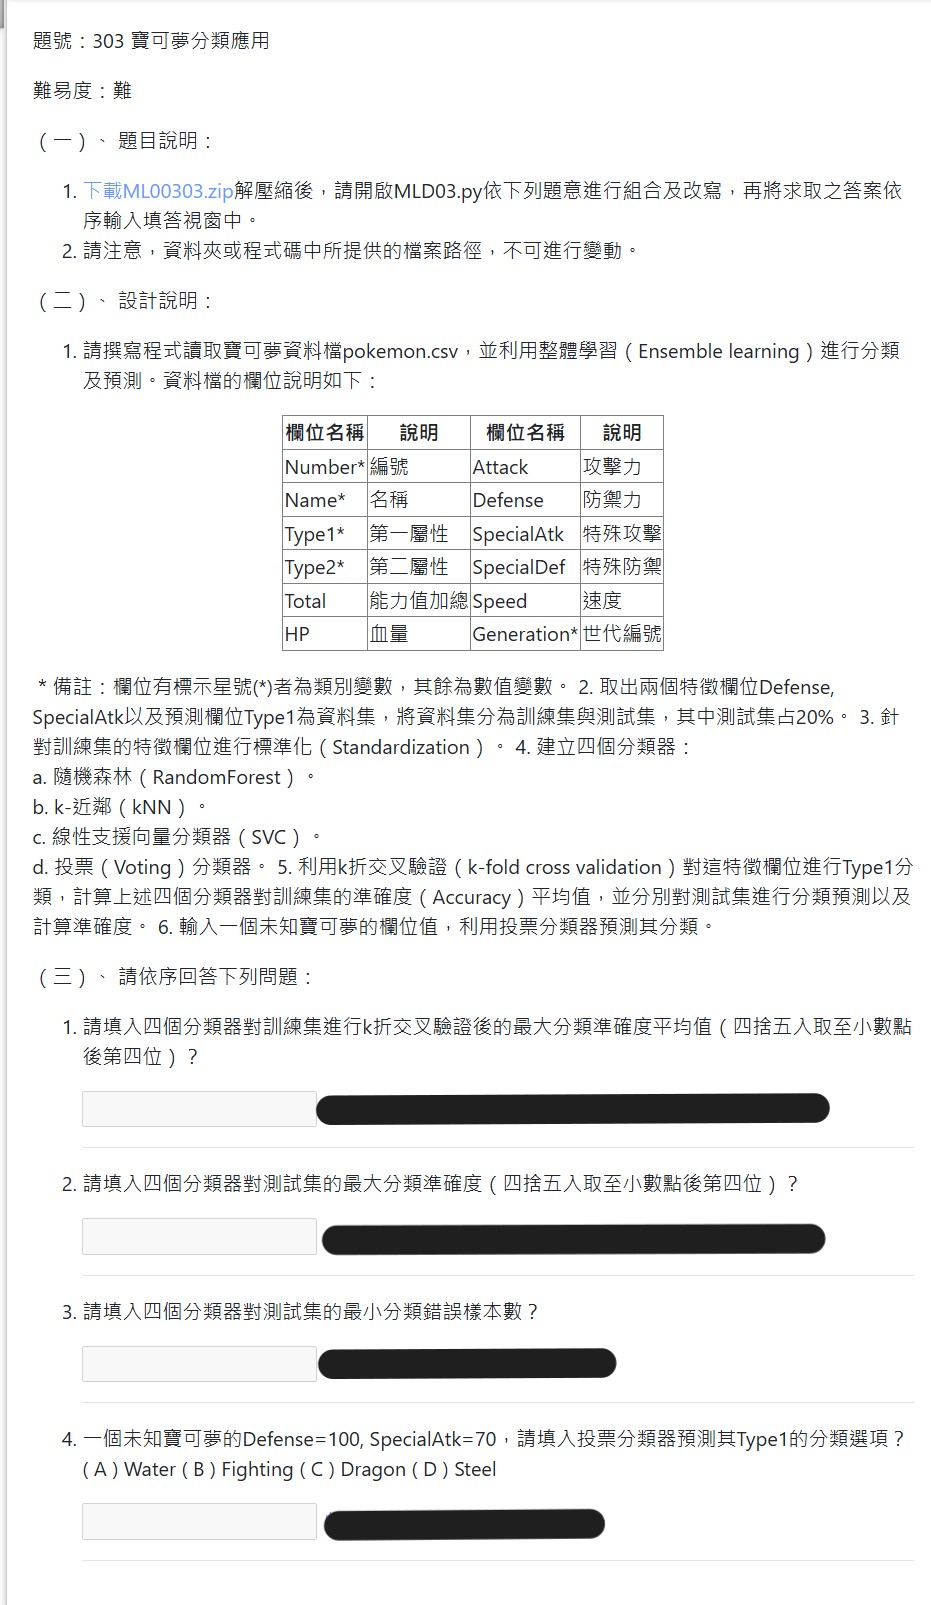 題號：303 寶可夢分類應用
難易度：難
（一）、 題目說明：
1. 下載ML00303.zip解壓縮後，請開啟MLD03.py依下列題意進行組合及改寫，再將求取之答案依
序輸入填答視窗中。
2. 請注意，資料夾或程式碼中所提供的檔案路徑，不可進行變動。
（二）、 設計說明：
1. 請撰寫程式讀取寶可夢資料檔pokemon.csv，並利用整體學習（Ensemble learning）進行分類
及預測。資料檔的欄位說明如下：
欄位名稱 說明 欄位名稱 說明
Number* 編號 Attack 攻擊力
Name* 名稱 Defense 防禦力
Type1* 第一屬性 SpecialAtk 特殊攻擊
Type2* 第二屬性 SpecialDef 特殊防禦
Total 能力值加總 Speed 速度
HP 血量 Generation* 世代編號
* 備註：欄位有標示星號(*)者為類別變數，其餘為數值變數。 2. 取出兩個特徵欄位Defense,
SpecialAtk以及預測欄位Type1為資料集，將資料集分為訓練集與測試集，其中測試集占20%。 3. 針
對訓練集的特徵欄位進行標準化（Standardization）。 4. 建立四個分類器：
a. 隨機森林（RandomForest）。
b. k-近鄰（kNN）。
c. 線性支援向量分類器（SVC）。
d. 投票（Voting）分類器。 5. 利用k折交叉驗證（k-fold cross validation）對這特徵欄位進行Type1分
類，計算上述四個分類器對訓練集的準確度（Accuracy）平均值，並分別對測試集進行分類預測以及
計算準確度。 6. 輸入一個未知寶可夢的欄位值，利用投票分類器預測其分類。
（三）、 請依序回答下列問題：
1. 請填入四個分類器對訓練集進行k折交叉驗證後的最大分類準確度平均值（四捨五入取至小數點
後第四位）？
2. 請填入四個分類器對測試集的最大分類準確度（四捨五入取至小數點後第四位）？
3. 請填入四個分類器對測試集的最小分類錯誤樣本數？
4. 一個未知寶可夢的Defense=100, SpecialAtk=70，請填入投票分類器預測其Type1的分類選項？
（A）Water（B）Fighting（C）Dragon（D）Steel